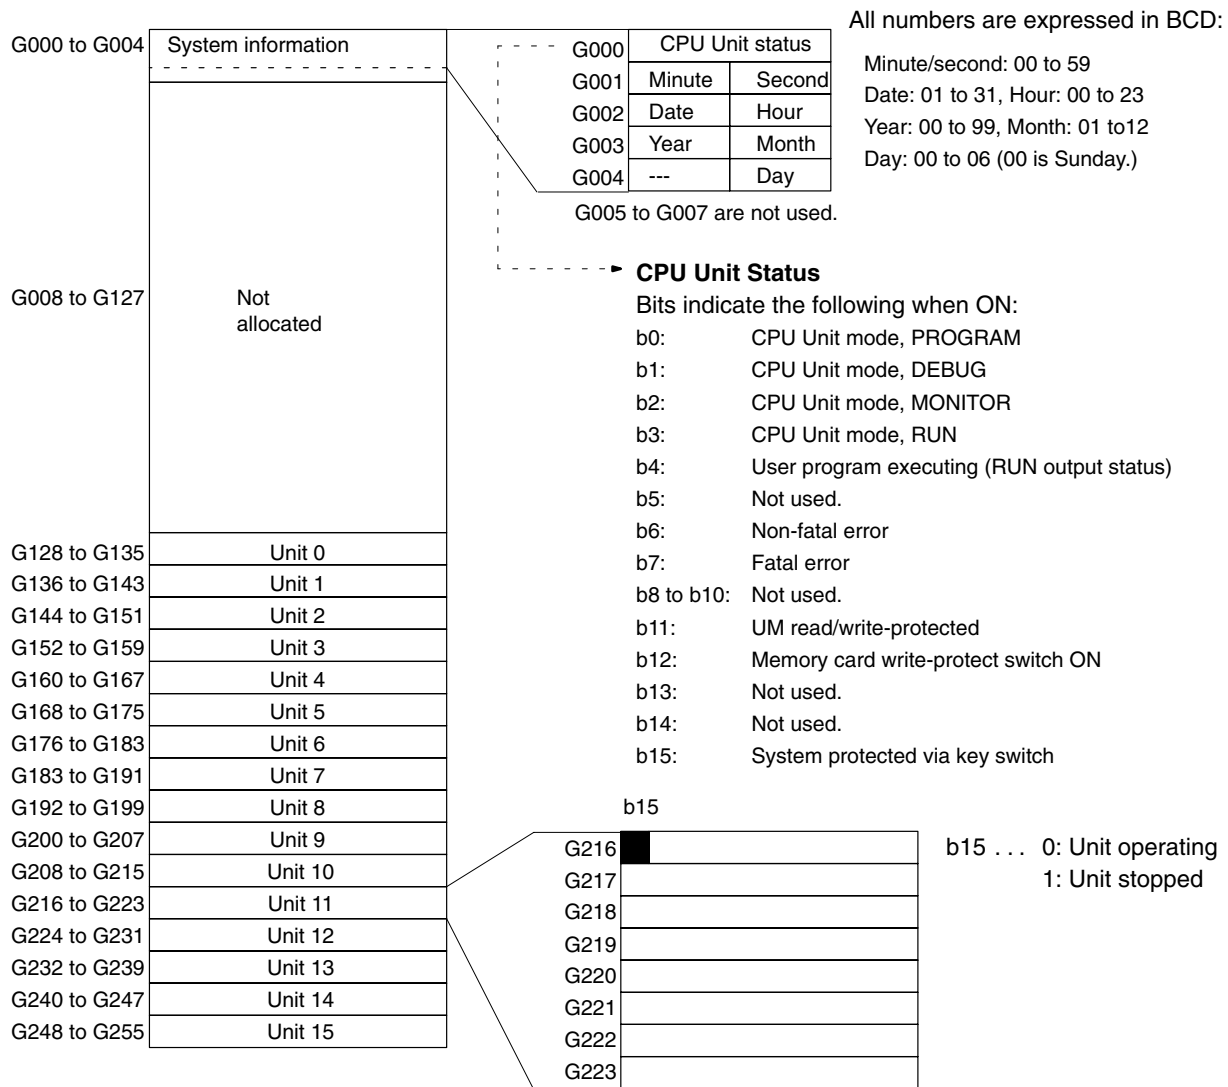 All numbers are expressed in BCD:
G000 to G004 System information
G000 CPU Unit status
G001 Minute Second
G002 Date Hour
G003 Year Month
G004 --- Day
Minute/second: 00 to 59
Date: 01 to 31, Hour: 00 to 23
Year: 00 to 99, Month: 01 to12
Day: 00 to 06 (00 is Sunday.)
G005 to G007 are not used.
G008 to G127 Not
allocated
CPU Unit Status
Bits indicate the following when ON:
b0: CPU Unit mode, PROGRAM
b1: CPU Unit mode, DEBUG
b2: CPU Unit mode, MONITOR
b3: CPU Unit mode, RUN
b4: User program executing (RUN output status)
b5: Not used.
b6: Non-fatal error
b7: Fatal error
b8 to b10: Not used.
b11: UM read/write-protected
b12: Memory card write-protect switch ON
b13: Not used.
b14: Not used.
b15: System protected via key switch
G128 to G135 Unit 0
G136 to G143 Unit 1
G144 to G151 Unit 2
G152 to G159 Unit 3
G160 to G167 Unit 4
G168 to G175 Unit 5
G176 to G183 Unit 6
G183 to G191 Unit 7
G192 to G199 Unit 8
G200 to G207 Unit 9
G208 to G215 Unit 10
G216 to G223 Unit 11
G224 to G231 Unit 12
G232 to G239 Unit 13
G240 to G247 Unit 14
G248 to G255 Unit 15
b15
G216
G217
G218
G219
G220
G221
G222
G223
b15 . . . 0: Unit operating
1: Unit stopped